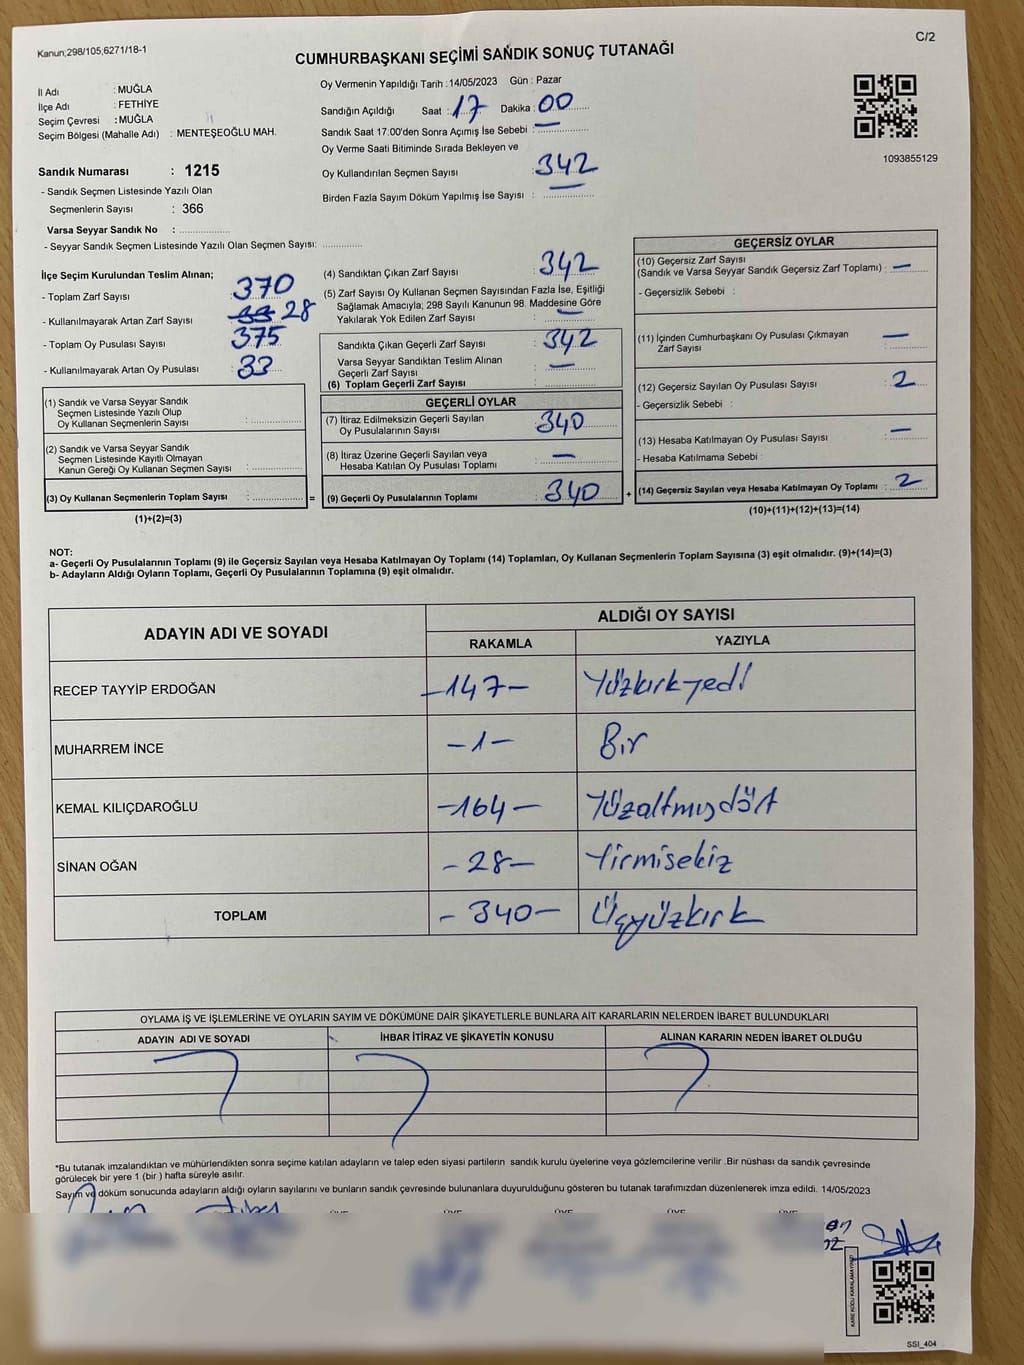 Kanun;298/105,6271/18-1
C/2
CUMHURBAŞKANI SEÇİMİ SANDIK SONUÇ TUTANAĞI
İl Adı : MUĞLA
İlçe Adı : FETHİYE
Seçim Çevresi : MUĞLA
Seçim Bölgesi (Mahalle Adı) : MENTEŞEOĞLU MAH.
Oy Vermenin Yapıldığı Tarih :14/05/2023 Gün : Pazar
Sandığın Açıldığı Saat : 17 Dakika : 00
Sandık Saat 17:00'den Sonra Açımış İse Sebebi : —
Oy Verme Saati Bitiminde Sırada Bekleyen ve
Oy Kullandırılan Seçmen Sayısı : 342
Birden Fazla Sayım Döküm Yapılmış İse Sayısı : —
1093855129
Sandık Numarası : 1215
- Sandık Seçmen Listesinde Yazılı Olan
Seçmenlerin Sayısı : 366
Varsa Seyyar Sandık No :
- Seyyar Sandık Seçmen Listesinde Yazılı Olan Seçmen Sayısı:
İlçe Seçim Kurulundan Teslim Alınan;
- Toplam Zarf Sayısı : 370
- Kullanılmayarak Artan Zarf Sayısı : 33 28
- Toplam Oy Pusulası Sayısı : 375
- Kullanılmayarak Artan Oy Pusulası : 33
(1) Sandık ve Varsa Seyyar Sandık
Seçmen Listesinde Yazılı Olup
Oy Kullanan Seçmenlerin Sayısı :
(2) Sandık ve Varsa Seyyar Sandık
Seçmen Listesinde Kayıtlı Olmayan
Kanun Gereği Oy Kullanan Seçmen Sayısı :
(3) Oy Kullanan Seçmenlerin Toplam Sayısı : =
(1)+(2)=(3)
(4) Sandıktan Çıkan Zarf Sayısı : 342
(5) Zarf Sayısı Oy Kullanan Seçmen Sayısından Fazla İse, Eşitliği
Sağlamak Amacıyla; 298 Sayılı Kanunun 98. Maddesine Göre
Yakılarak Yok Edilen Zarf Sayısı : —
Sandıkta Çıkan Geçerli Zarf Sayısı : 342
Varsa Seyyar Sandıktan Teslim Alınan
Geçerli Zarf Sayısı : —
(6) Toplam Geçerli Zarf Sayısı :
GEÇERLİ OYLAR
(7) İtiraz Edilmeksizin Geçerli Sayılan
Oy Pusulalarının Sayısı : 340
(8) İtiraz Üzerine Geçerli Sayılan veya
Hesaba Katılan Oy Pusulası Toplamı : —
(9) Geçerli Oy Pusulalarının Toplamı : 340 +
GEÇERSİZ OYLAR
(10) Geçersiz Zarf Sayısı
(Sandık ve Varsa Seyyar Sandık Geçersiz Zarf Toplamı) : —
- Geçersizlik Sebebi :
(11) İçinden Cumhurbaşkanı Oy Pusulası Çıkmayan
Zarf Sayısı : —
(12) Geçersiz Sayılan Oy Pusulası Sayısı : 2
- Geçersizlik Sebebi :
(13) Hesaba Katılmayan Oy Pusulası Sayısı : —
- Hesaba Katılmama Sebebi :
(14) Geçersiz Sayılan veya Hesaba Katılmayan Oy Toplamı : 2
(10)+(11)+(12)+(13)=(14)
NOT:
a- Geçerli Oy Pusulalarının Toplamı (9) ile Geçersiz Sayılan veya Hesaba Katılmayan Oy Toplamı (14) Toplamları, Oy Kullanan Seçmenlerin Toplam Sayısına (3) eşit olmalıdır. (9)+(14)=(3)
b- Adayların Aldığı Oyların Toplamı, Geçerli Oy Pusulalarının Toplamına (9) eşit olmalıdır.
ADAYIN ADI VE SOYADI
ALDIĞI OY SAYISI
RAKAMLA YAZIYLA
RECEP TAYYİP ERDOĞAN -147- Yüzkırkyedi
MUHARREM İNCE -1- Bir
KEMAL KILIÇDAROĞLU -164- Yüzaltmışdört
SİNAN OĞAN -28- Yirmisekiz
TOPLAM -340- Üçyüzkırk
OYLAMA İŞ VE İŞLEMLERİNE VE OYLARIN SAYIM VE DÖKÜMÜNE DAİR ŞİKAYETLERLE BUNLARA AİT KARARLARIN NELERDEN İBARET BULUNDUKLARI
ADAYIN ADI VE SOYADI İHBAR İTİRAZ VE ŞİKAYETİN KONUSU ALINAN KARARIN NEDEN İBARET OLDUĞU
*Bu tutanak imzalandıktan ve mühürlendikten sonra seçime katılan adayların ve talep eden siyasi partilerin sandık kurulu üyelerine veya gözlemcilerine verilir .Bir nüshası da sandık çevresinde
görülecek bir yere 1 (bir) hafta süreyle asılır.
Sayım ve döküm sonucunda adayların aldığı oyların sayılarını ve bunların sandık çevresinde bulunanlara duyurulduğunu gösteren bu tutanak tarafımızdan düzenlenerek imza edildi. 14/05/2023
KARE KODU KARALAMAYINIZ
SSİ_404